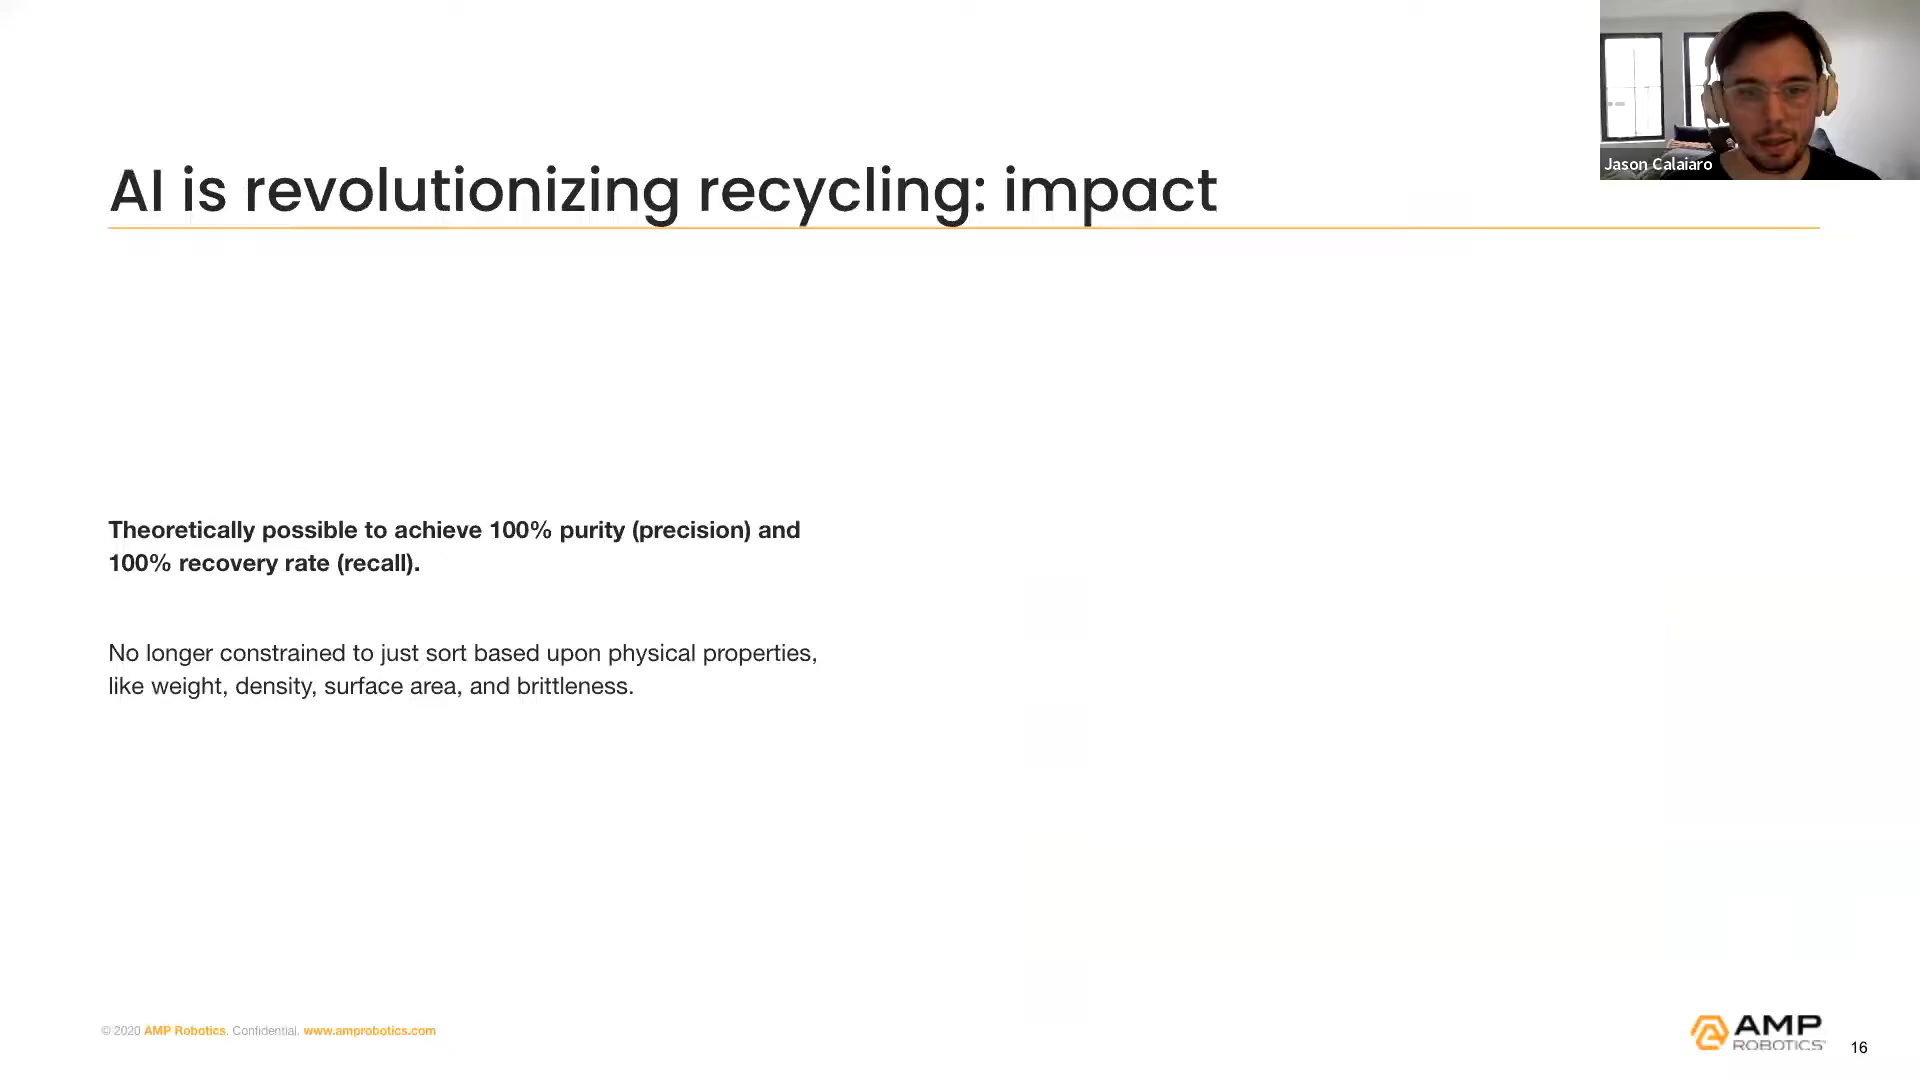 Jason Calaiaro
AI is revolutionizing recycling: impact
Theoretically possible to achieve 100% purity (precision) and
100% recovery rate (recall).
No longer constrained to just sort based upon physical properties,
like weight, density, surface area, and brittleness.
© 2020 AMP Robotics. Confidential. www.amprobotics.com
AMP
ROBOTICS
16